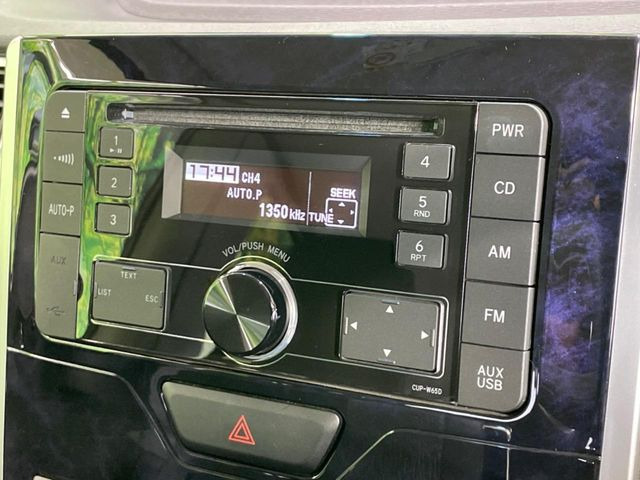 1
2
3
AUTO-P
AUX
TEXT
LIST
ESC
17:44 CH4
AUTO.P
1350 kHz
SEEK
TUNE
VOL/PUSH MENU
4
5
RND
6
RPT
CUP-W65D
PWR
CD
AM
FM
AUX
USB